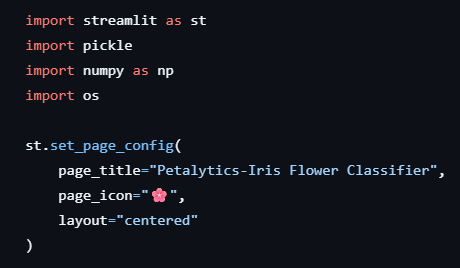 import streamlit as st
import pickle
import numpy as np
import os
st.set_page_config(
    page_title="Petalytics-Iris Flower Classifier",
    page_icon="🌸",
    layout="centered"
)